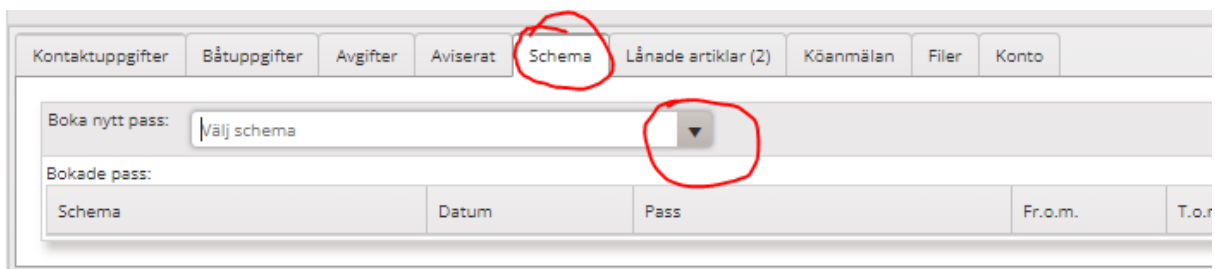 Kontaktuppgifter Båtuppgifter Avgifter Aviserat Schema Lånade artiklar (2) Köanmälan Filer Konto
Boka nytt pass: Välj schema
Bokade pass:
Schema Datum Pass Fr.o.m. T.o.